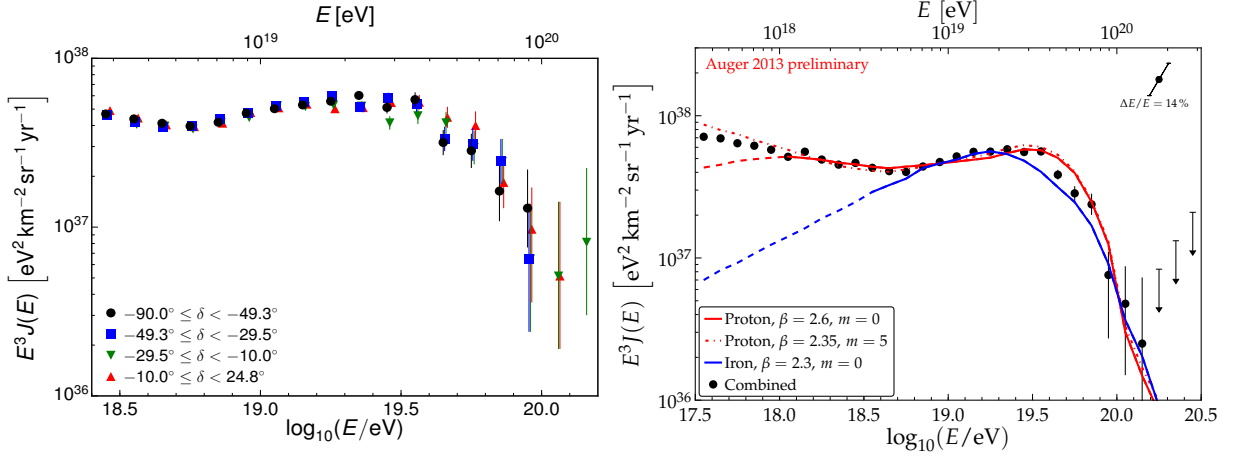 E [eV]
10^19
10^20
10^38
10^37
10^36
E^3 J(E) [eV^2 km^−2 sr^−1 yr^−1]
−90.0° ≤ δ < −49.3°
−49.3° ≤ δ < −29.5°
−29.5° ≤ δ < −10.0°
−10.0° ≤ δ < 24.8°
18.5 19.0 19.5 20.0
log10(E/eV)
E [eV]
10^18
10^19
10^20
Auger 2013 preliminary
ΔE/E = 14 %
10^38
10^37
10^36
E^3 J(E) [eV^2 km^−2 sr^−1 yr^−1]
Proton, β = 2.6, m = 0
Proton, β = 2.35, m = 5
Iron, β = 2.3, m = 0
Combined
17.5 18.0 18.5 19.0 19.5 20.0 20.5
log10(E/eV)